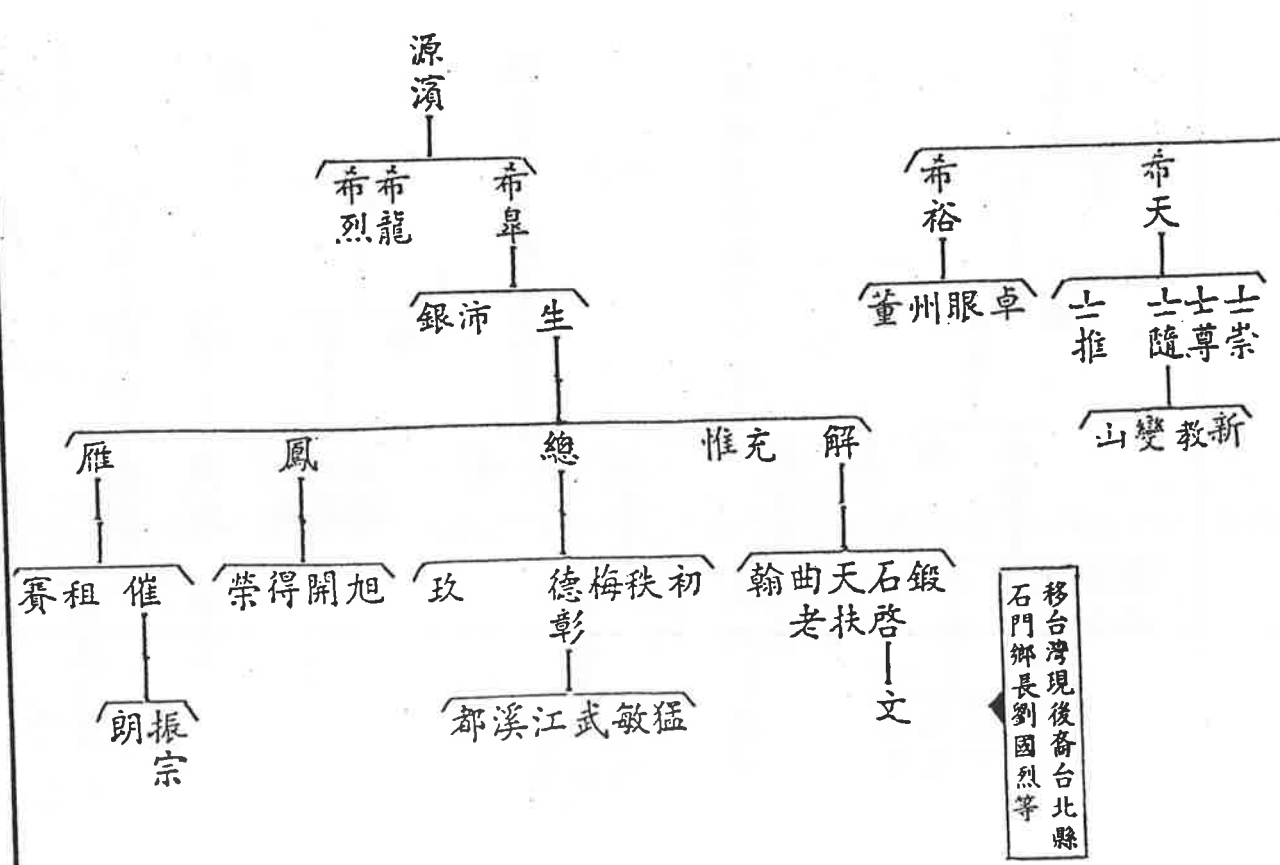 希天
希裕
士崇
士尊
士隨
士推
卓
眼
州
董
新
教
變
山
源濱
希皐
希龍
希烈
生
沛
銀
解
充
惟
總
鳳
雁
鍛
石啓
天扶
曲老
翰
初
秩
梅
德彰
玖
旭
開
得
榮
催
租
賽
文
猛
敏
武
江
溪
都
振宗
朗
移台灣現後裔台北縣
石門鄉長劉國烈等